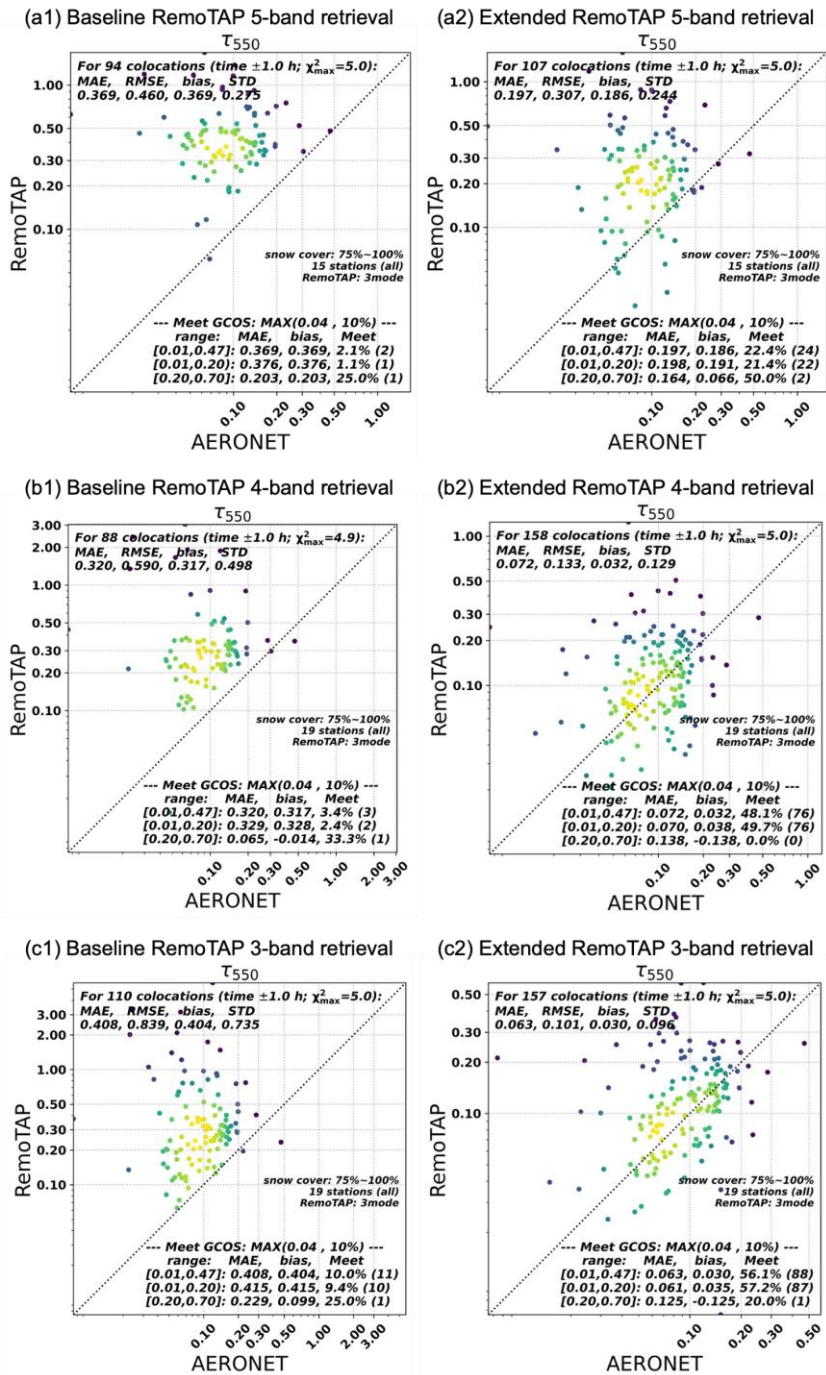 (a1) Baseline RemoTAP 5-band retrieval
τ550
For 94 colocations (time ±1.0 h; χ²max=5.0):
MAE, RMSE, bias, STD
0.369, 0.460, 0.369, 0.275
1.00
0.50
0.30
0.20
0.10
RemoTAP
snow cover: 75%~100%
15 stations (all)
RemoTAP: 3mode
--- Meet GCOS: MAX(0.04 , 10%) ---
range: MAE, bias, Meet
[0.01,0.47]: 0.369, 0.369, 2.1% (2)
[0.01,0.20]: 0.376, 0.376, 1.1% (1)
[0.20,0.70]: 0.203, 0.203, 25.0% (1)
0.10 0.20 0.30 0.50 1.00
AERONET
(a2) Extended RemoTAP 5-band retrieval
τ550
For 107 colocations (time ±1.0 h; χ²max=5.0):
MAE, RMSE, bias, STD
0.197, 0.307, 0.186, 0.244
1.00
0.50
0.30
0.20
0.10
RemoTAP
snow cover: 75%~100%
15 stations (all)
RemoTAP: 3mode
--- Meet GCOS: MAX(0.04 , 10%) ---
range: MAE, bias, Meet
[0.01,0.47]: 0.197, 0.186, 22.4% (24)
[0.01,0.20]: 0.198, 0.191, 21.4% (22)
[0.20,0.70]: 0.164, 0.066, 50.0% (2)
0.10 0.20 0.30 0.50 1.00
AERONET
(b1) Baseline RemoTAP 4-band retrieval
τ550
For 88 colocations (time ±1.0 h; χ²max=4.9):
MAE, RMSE, bias, STD
0.320, 0.590, 0.317, 0.498
3.00
2.00
1.00
0.50
0.30
0.20
0.10
RemoTAP
snow cover: 75%~100%
19 stations (all)
RemoTAP: 3mode
--- Meet GCOS: MAX(0.04 , 10%) ---
range: MAE, bias, Meet
[0.01,0.47]: 0.320, 0.317, 3.4% (3)
[0.01,0.20]: 0.329, 0.328, 2.4% (2)
[0.20,0.70]: 0.065, -0.014, 33.3% (1)
0.10 0.20 0.30 0.50 1.00 2.00 3.00
AERONET
(b2) Extended RemoTAP 4-band retrieval
τ550
For 158 colocations (time ±1.0 h; χ²max=5.0):
MAE, RMSE, bias, STD
0.072, 0.133, 0.032, 0.129
1.00
0.50
0.30
0.20
0.10
RemoTAP
snow cover: 75%~100%
19 stations (all)
RemoTAP: 3mode
--- Meet GCOS: MAX(0.04 , 10%) ---
range: MAE, bias, Meet
[0.01,0.47]: 0.072, 0.032, 48.1% (76)
[0.01,0.20]: 0.070, 0.038, 49.7% (76)
[0.20,0.70]: 0.138, -0.138, 0.0% (0)
0.10 0.20 0.30 0.50 1.00
AERONET
(c1) Baseline RemoTAP 3-band retrieval
τ550
For 110 colocations (time ±1.0 h; χ²max=5.0):
MAE, RMSE, bias, STD
0.408, 0.839, 0.404, 0.735
3.00
2.00
1.00
0.50
0.30
0.20
0.10
RemoTAP
snow cover: 75%~100%
19 stations (all)
RemoTAP: 3mode
--- Meet GCOS: MAX(0.04 , 10%) ---
range: MAE, bias, Meet
[0.01,0.47]: 0.408, 0.404, 10.0% (11)
[0.01,0.20]: 0.415, 0.415, 9.4% (10)
[0.20,0.70]: 0.229, 0.099, 25.0% (1)
0.10 0.20 0.30 0.50 1.00 2.00 3.00
AERONET
(c2) Extended RemoTAP 3-band retrieval
τ550
For 157 colocations (time ±1.0 h; χ²max=5.0):
MAE, RMSE, bias, STD
0.063, 0.101, 0.030, 0.096
0.50
0.30
0.20
0.10
RemoTAP
snow cover: 75%~100%
19 stations (all)
RemoTAP: 3mode
--- Meet GCOS: MAX(0.04 , 10%) ---
range: MAE, bias, Meet
[0.01,0.47]: 0.063, 0.030, 56.1% (88)
[0.01,0.20]: 0.061, 0.035, 57.2% (87)
[0.20,0.70]: 0.125, -0.125, 20.0% (1)
0.10 0.20 0.30 0.50
AERONET